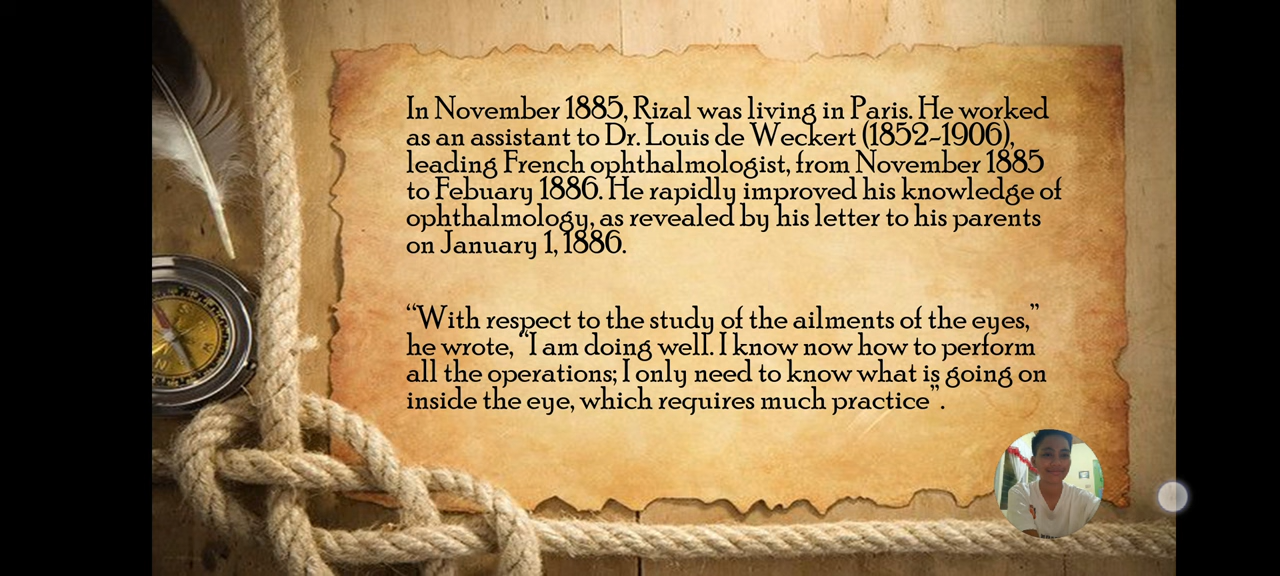 In November 1885, Rizal was living in Paris. He worked
as an assistant to Dr. Louis de Weckert (1852-1906),
leading French ophthalmologist, from November 1885
to Febuary 1886. He rapidly improved his knowledge of
ophthalmology, as revealed by his letter to his parents
on January 1, 1886.
“With respect to the study of the ailments of the eyes,”
he wrote, “I am doing well. I know now how to perform
all the operations; I only need to know what is going on
inside the eye, which requires much practice”.